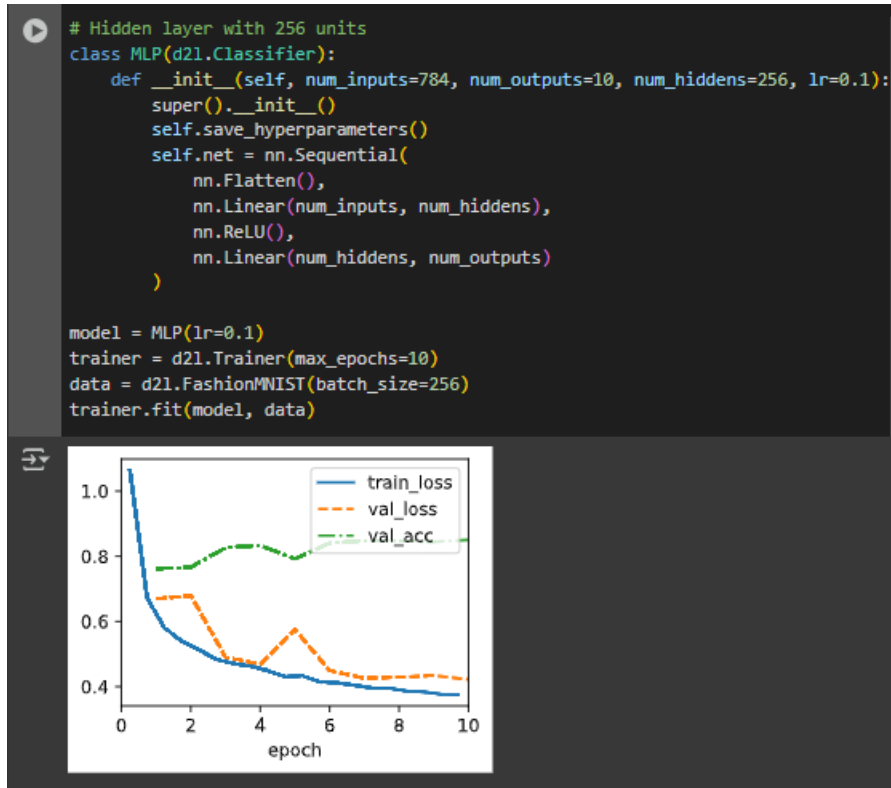 # Hidden layer with 256 units
class MLP(d2l.Classifier):
    def __init__(self, num_inputs=784, num_outputs=10, num_hiddens=256, lr=0.1):
        super().__init__()
        self.save_hyperparameters()
        self.net = nn.Sequential(
            nn.Flatten(),
            nn.Linear(num_inputs, num_hiddens),
            nn.ReLU(),
            nn.Linear(num_hiddens, num_outputs)
        )
model = MLP(lr=0.1)
trainer = d2l.Trainer(max_epochs=10)
data = d2l.FashionMNIST(batch_size=256)
trainer.fit(model, data)
train_loss
val_loss
val_acc
1.0
0.8
0.6
0.4
0 2 4 6 8 10
epoch